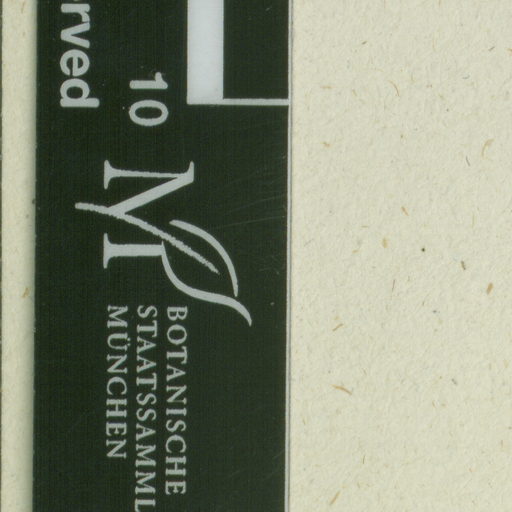 rved
10
BOTANISCHE
STAATSSAMML
MÜNCHEN